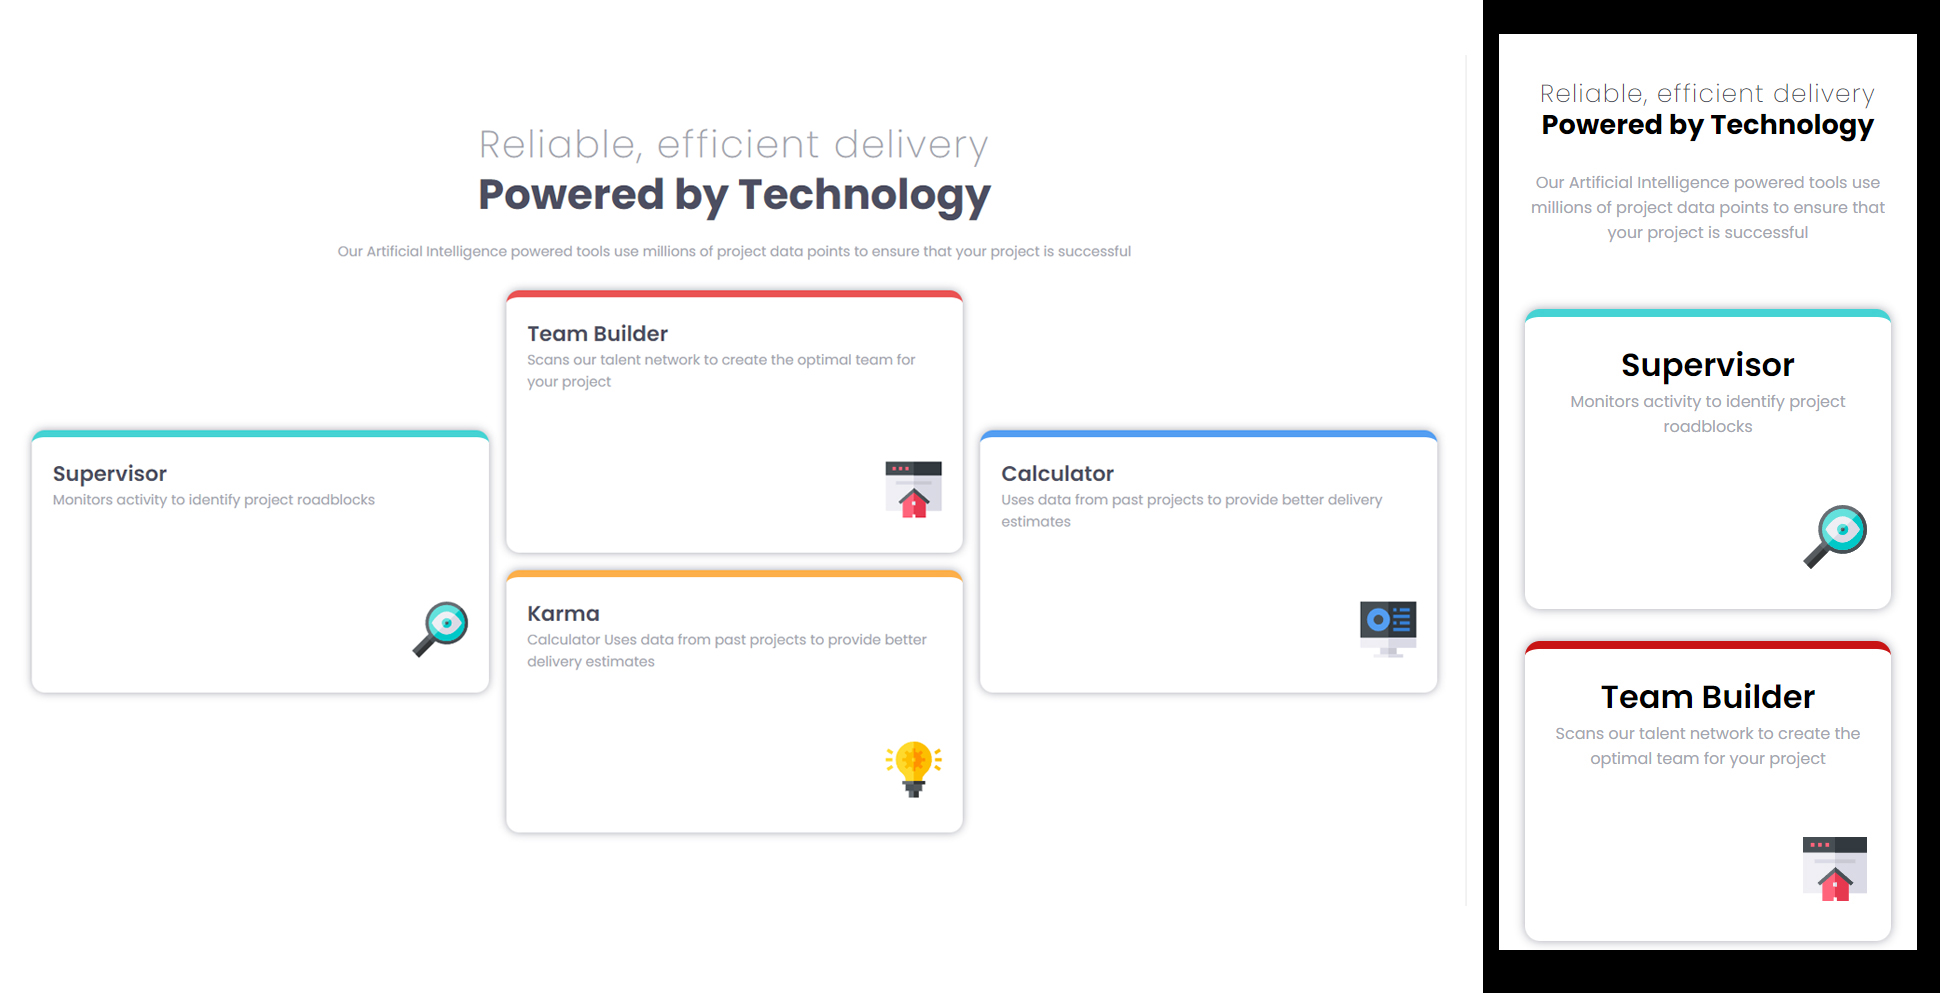 Reliable, efficient delivery
Powered by Technology
Our Artificial Intelligence powered tools use millions of project data points to ensure that your project is successful
Team Builder
Scans our talent network to create the optimal team for
your project
Supervisor
Monitors activity to identify project roadblocks
Calculator
Uses data from past projects to provide better delivery
estimates
Karma
Calculator Uses data from past projects to provide better
delivery estimates
Reliable, efficient delivery
Powered by Technology
Our Artificial Intelligence powered tools use
millions of project data points to ensure that
your project is successful
Supervisor
Monitors activity to identify project
roadblocks
Team Builder
Scans our talent network to create the
optimal team for your project